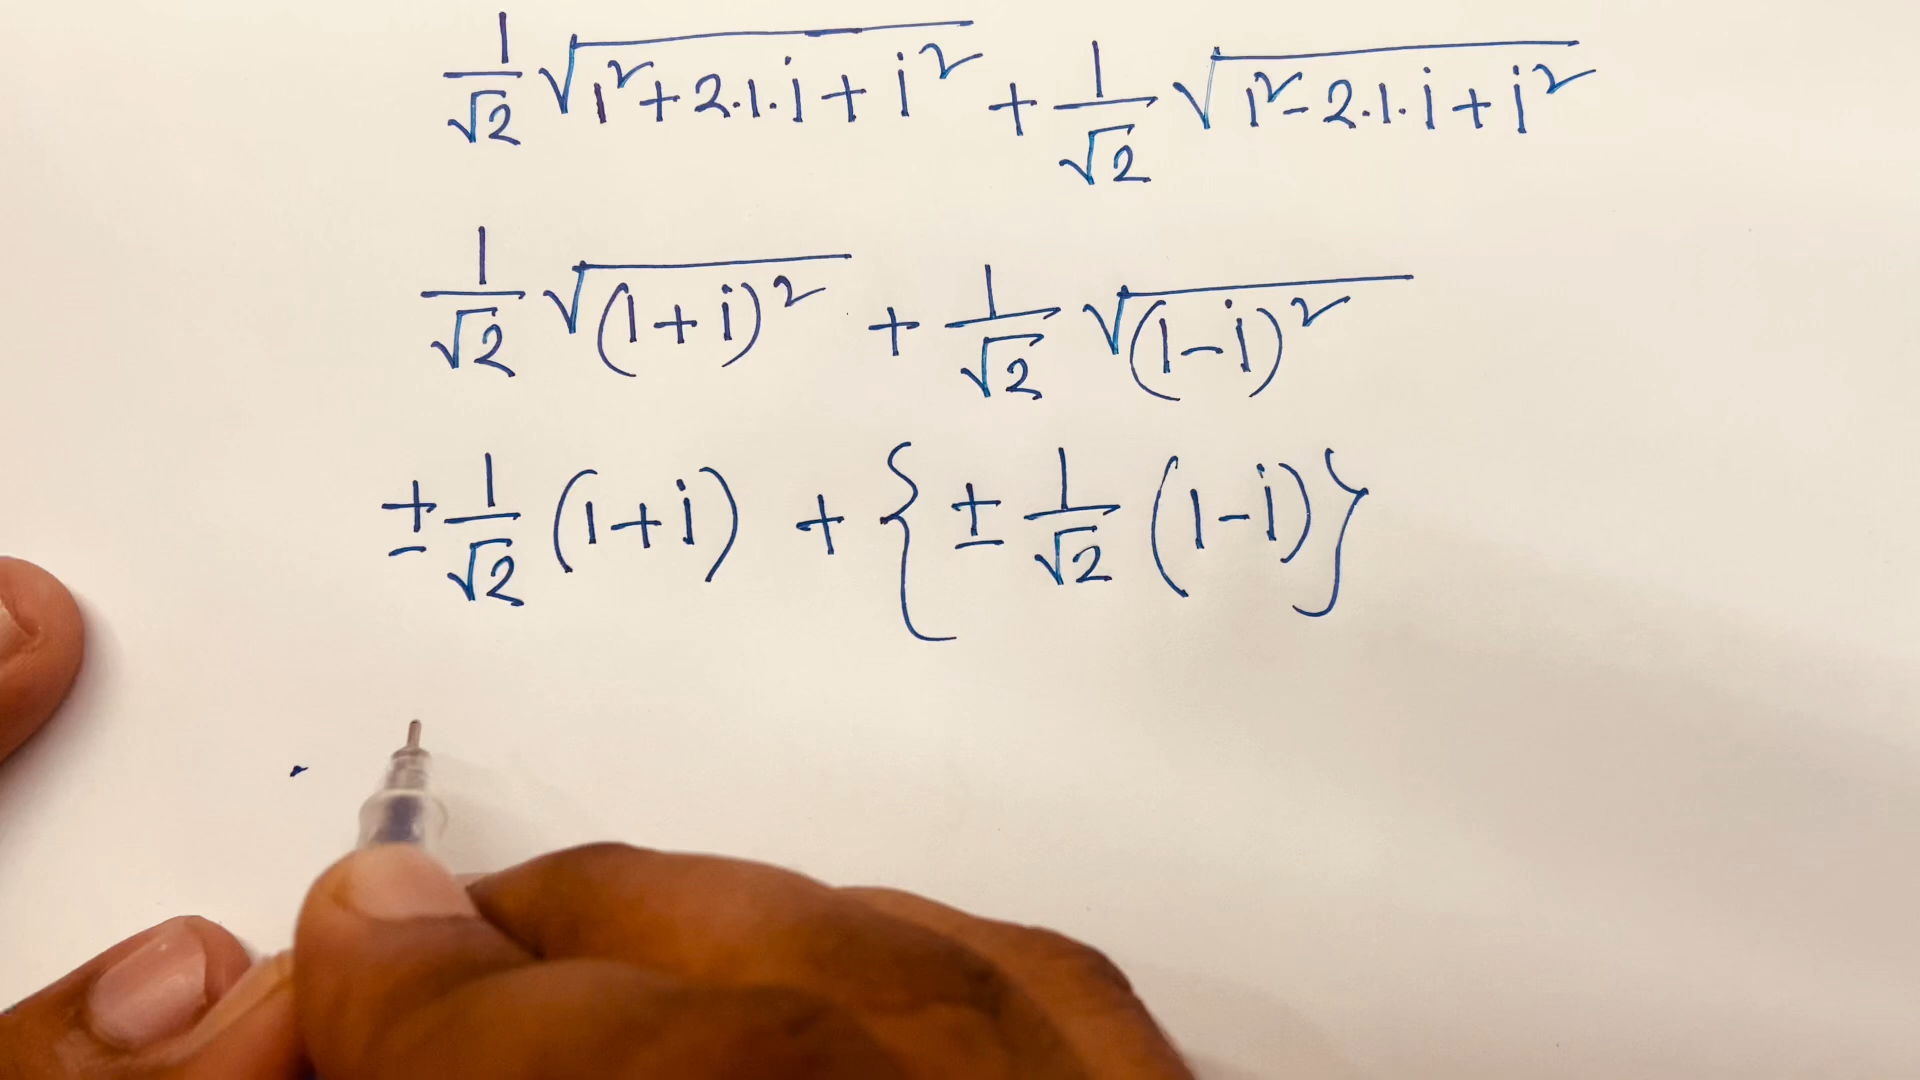 1/√2 √(1² + 2.1.i + i²) + 1/√2 √(1² - 2.1.i + i²)
1/√2 √(1+i)² + 1/√2 √(1-i)²
± 1/√2 (1+i) + {± 1/√2 (1-i)}